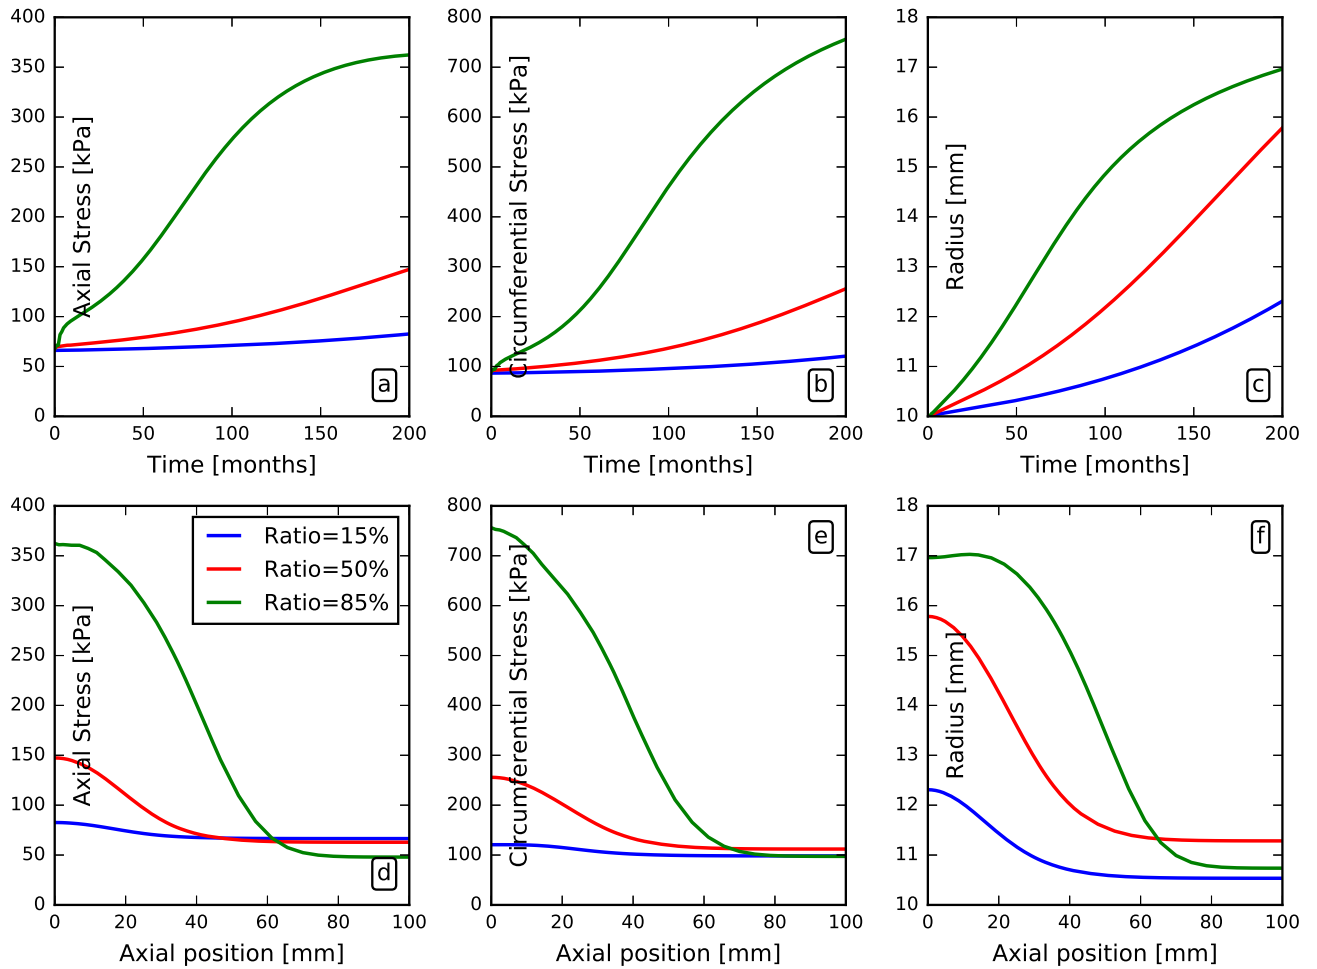 400
350
300
250
200
150
100
50
0
Axial Stress [kPa]
a
0 50 100 150 200
Time [months]
800
700
600
500
400
300
200
100
0
Circumferential Stress [kPa]
b
0 50 100 150 200
Time [months]
18
17
16
15
14
13
12
11
10
Radius [mm]
c
0 50 100 150 200
Time [months]
400
350
300
250
200
150
100
50
0
Axial Stress [kPa]
Ratio=15%
Ratio=50%
Ratio=85%
d
0 20 40 60 80 100
Axial position [mm]
800
700
600
500
400
300
200
100
0
Circumferential Stress [kPa]
e
0 20 40 60 80 100
Axial position [mm]
18
17
16
15
14
13
12
11
10
Radius [mm]
f
0 20 40 60 80 100
Axial position [mm]